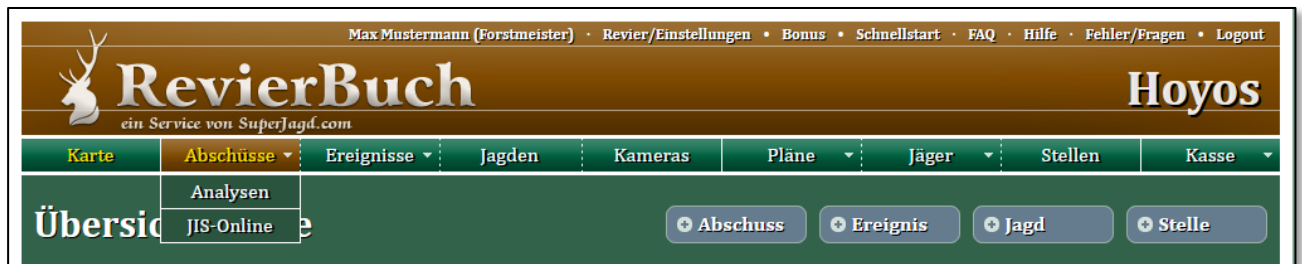 Max Mustermann (Forstmeister) · Revier/Einstellungen • Bonus • Schnellstart · FAQ · Hilfe · Fehler/Fragen • Logout
RevierBuch
Hoyos
ein Service von SuperJagd.com
Karte Abschüsse Ereignisse Jagden Kameras Pläne Jäger Stellen Kasse
Analysen
JIS-Online
Abschuss Ereignis Jagd Stelle